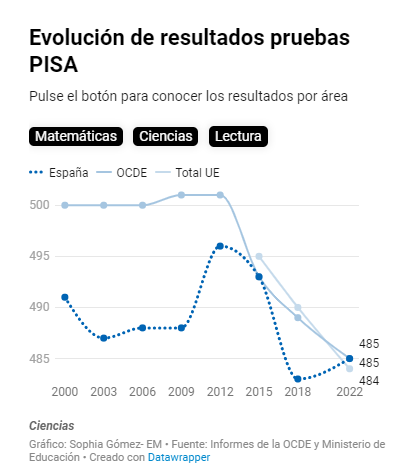 Evolución de resultados pruebas
PISA
Pulse el botón para conocer los resultados por área
Matemáticas Ciencias Lectura
España OCDE Total UE
500
495
490
485
485
485
484
2000 2003 2006 2009 2012 2015 2018 2022
Ciencias
Gráfico: Sophia Gómez- EM • Fuente: Informes de la OCDE y Ministerio de
Educación • Creado con Datawrapper